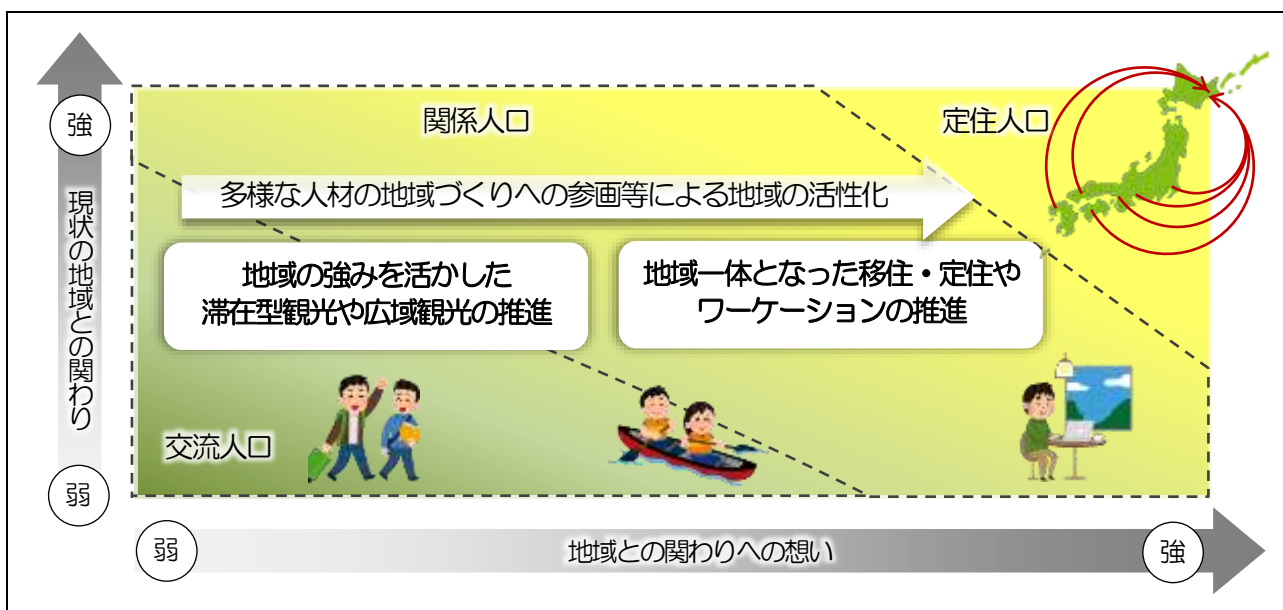 強
現状の地域との関わり
弱
関係人口
定住人口
多様な人材の地域づくりへの参画等による地域の活性化
地域の強みを活かした
滞在型観光や広域観光の推進
地域一体となった移住・定住や
ワーケーションの推進
交流人口
弱
地域との関わりへの想い
強